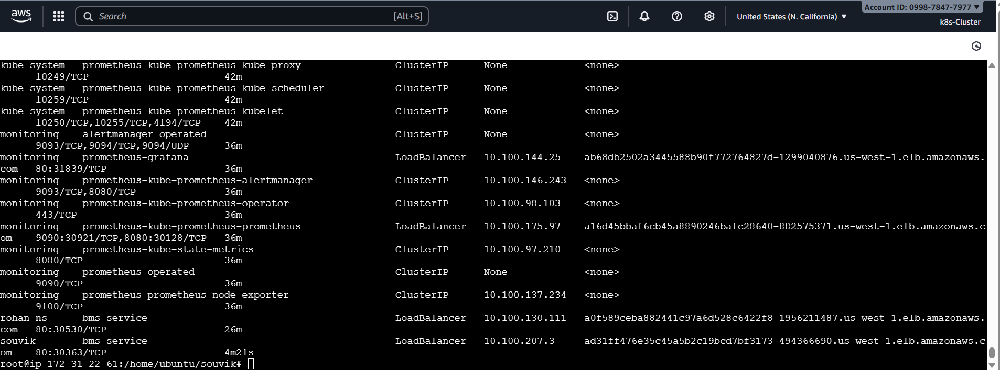 aws
Search [Alt+S]
United States (N. California)
Account ID: 0998-7847-7977
k8s-Cluster
kube-system prometheus-kube-prometheus-kube-proxy ClusterIP None <none>
10249/TCP 42m
kube-system prometheus-kube-prometheus-kube-scheduler ClusterIP None <none>
10259/TCP 42m
kube-system prometheus-kube-prometheus-kubelet ClusterIP None <none>
10250/TCP,10255/TCP,4194/TCP 42m
monitoring alertmanager-operated ClusterIP None <none>
9093/TCP,9094/TCP,9094/UDP 36m
monitoring prometheus-grafana LoadBalancer 10.100.144.25 ab68db2502a3445588b90f772764827d-1299040876.us-west-1.elb.amazonaws.
com 80:31839/TCP 36m
monitoring prometheus-kube-prometheus-alertmanager ClusterIP 10.100.146.243 <none>
9093/TCP,8080/TCP 36m
monitoring prometheus-kube-prometheus-operator ClusterIP 10.100.98.103 <none>
443/TCP 36m
monitoring prometheus-kube-prometheus-prometheus LoadBalancer 10.100.175.97 a16d45bbaf6cb45a8890246bafc28640-882575371.us-west-1.elb.amazonaws.c
om 9090:30921/TCP,8080:30128/TCP 36m
monitoring prometheus-kube-state-metrics ClusterIP 10.100.97.210 <none>
8080/TCP 36m
monitoring prometheus-operated ClusterIP None <none>
9090/TCP 36m
monitoring prometheus-prometheus-node-exporter ClusterIP 10.100.137.234 <none>
9100/TCP 36m
rohan-ns bms-service LoadBalancer 10.100.130.111 a0f589ceba882441c97a6d528c6422f8-1956211487.us-west-1.elb.amazonaws.
com 80:30530/TCP 26m
souvik bms-service LoadBalancer 10.100.207.3 ad31ff476e35c45a5b2c19bcd7bf3173-494366690.us-west-1.elb.amazonaws.c
om 80:30363/TCP 4m21s
root@ip-172-31-22-61:/home/ubuntu/souvik#